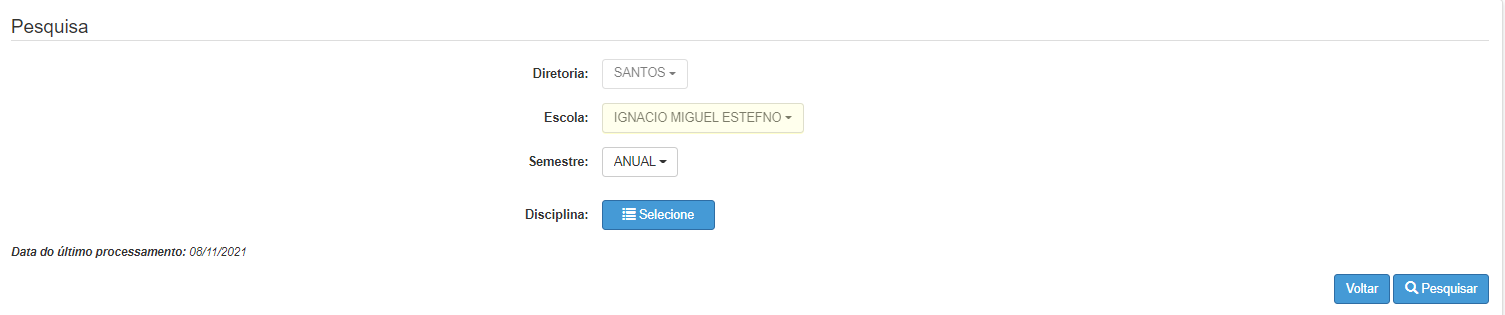 Pesquisa
Diretoria: SANTOS
Escola: IGNACIO MIGUEL ESTEFNO
Semestre: ANUAL
Disciplina: Selecione
Data do último processamento: 08/11/2021
Voltar Pesquisar